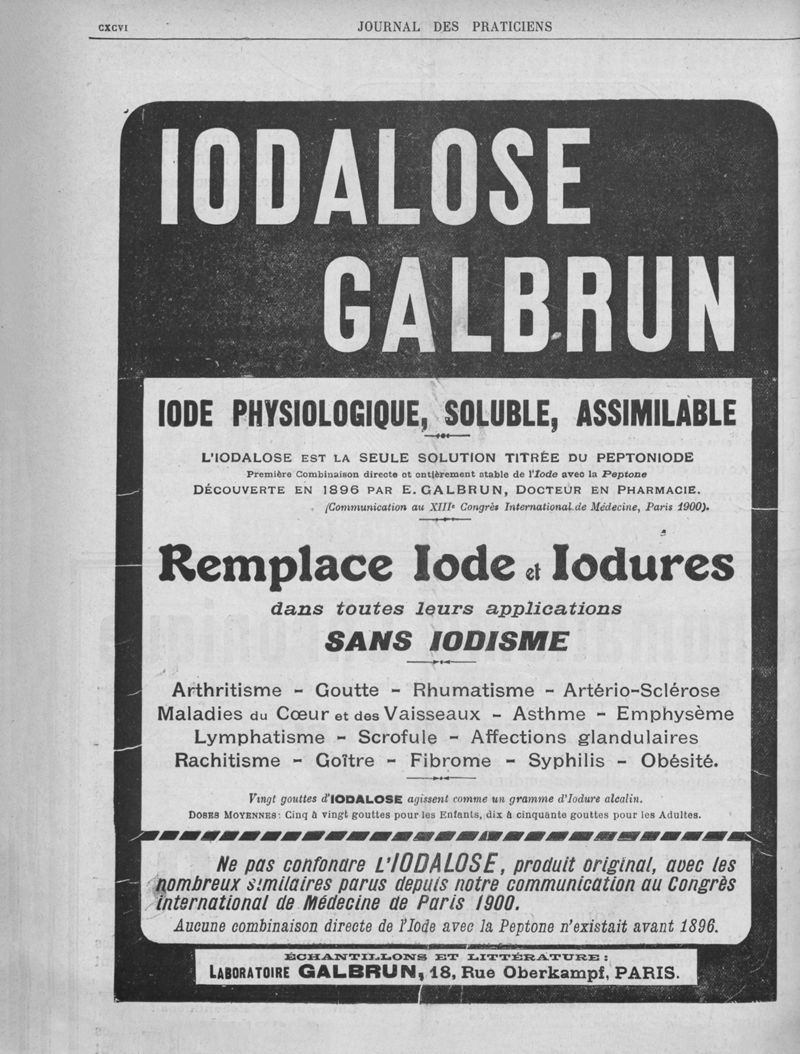 CXCVI
JOURNAL DES PRATICIENS
IODALOSE
GALBRUN
IODE PHYSIOLOGIQUE, SOLUBLE, ASSIMILABLE
L'IODALOSE EST LA SEULE SOLUTION TITRÉE DU PEPTONIODE
Première Combinaison directe et entièrement stable de l'Iode avec la Peptone
DÉCOUVERTE EN 1896 PAR E. GALBRUN, DOCTEUR EN PHARMACIE.
(Communication au XIIIe Congrès International de Médecine, Paris 1900).
Remplace Iode et Iodures
dans toutes leurs applications
SANS IODISME
Arthritisme - Goutte - Rhumatisme - Artério-Sclérose
Maladies du Cœur et des Vaisseaux - Asthme - Emphysème
Lymphatisme - Scrofule - Affections glandulaires
Rachitisme - Goître - Fibrome - Syphilis - Obésité.
Vingt gouttes d'IODALOSE agissent comme un gramme d'Iodure alcalin.
DOSES MOYENNES: Cinq à vingt gouttes pour les Enfants, dix à cinquante gouttes pour les Adultes.
Ne pas confondre L'IODALOSE, produit original, avec les
nombreux similaires parus depuis notre communication au Congrès
international de Médecine de Paris 1900.
Aucune combinaison directe de l'Iode avec la Peptone n'existait avant 1896.
ÉCHANTILLONS ET LITTÉRATURE:
LABORATOIRE GALBRUN, 18, Rue Oberkampf, PARIS.